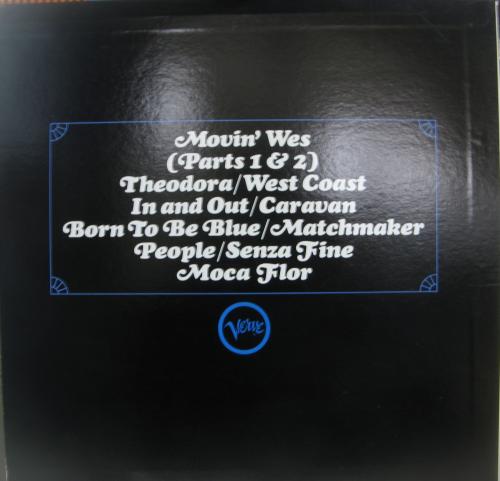 Movin' Wes
(Parts 1 & 2)
Theodora/West Coast
In and Out/Caravan
Born To Be Blue/Matchmaker
People/Senza Fine
Moca Flor
Verve